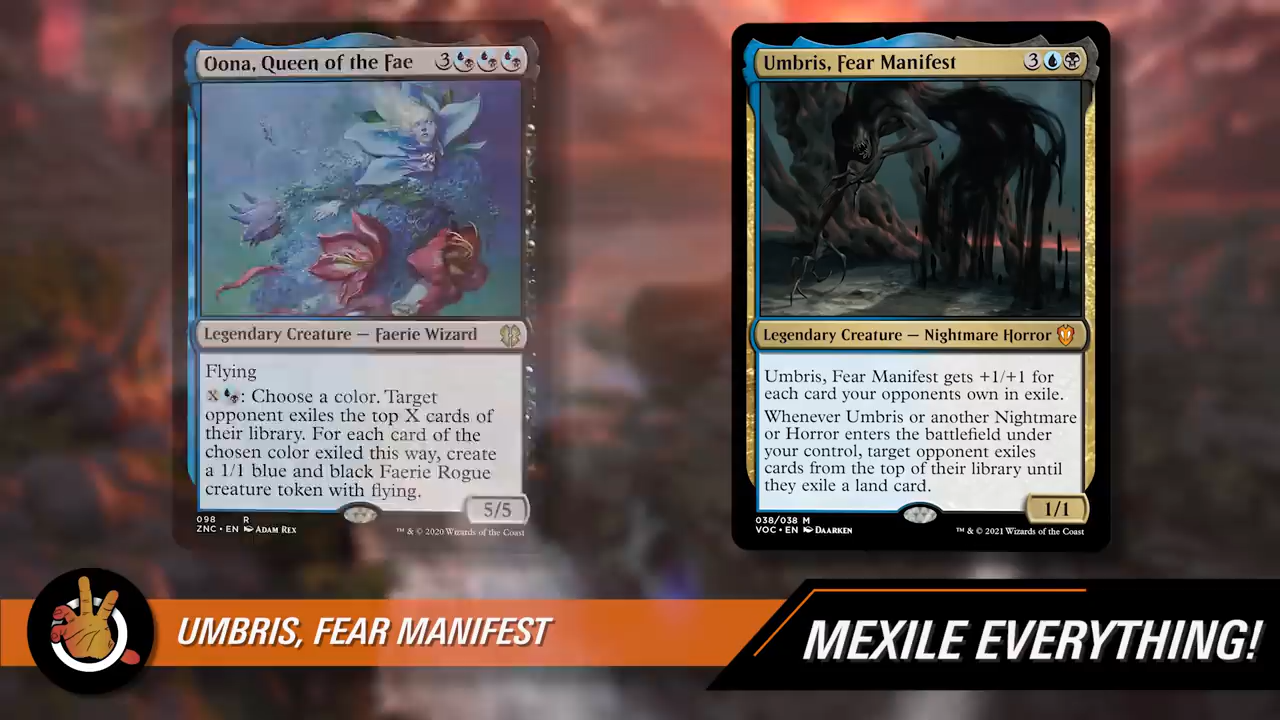 Oona, Queen of the Fae 3
Legendary Creature — Faerie Wizard
Flying
X : Choose a color. Target
opponent exiles the top X cards of
their library. For each card of the
chosen color exiled this way, create
a 1/1 blue and black Faerie Rogue
creature token with flying.
5/5
098 R
ZNC • EN ADAM REX
™ & © 2020 Wizards of the Coast
Umbris, Fear Manifest 3
Legendary Creature — Nightmare Horror
Umbris, Fear Manifest gets +1/+1 for
each card your opponents own in exile.
Whenever Umbris or another Nightmare
or Horror enters the battlefield under
your control, target opponent exiles
cards from the top of their library until
they exile a land card.
1/1
038/038 M
VOC • EN DAARKEN
™ & © 2021 Wizards of the Coast
UMBRIS, FEAR MANIFEST
MEXILE EVERYTHING!